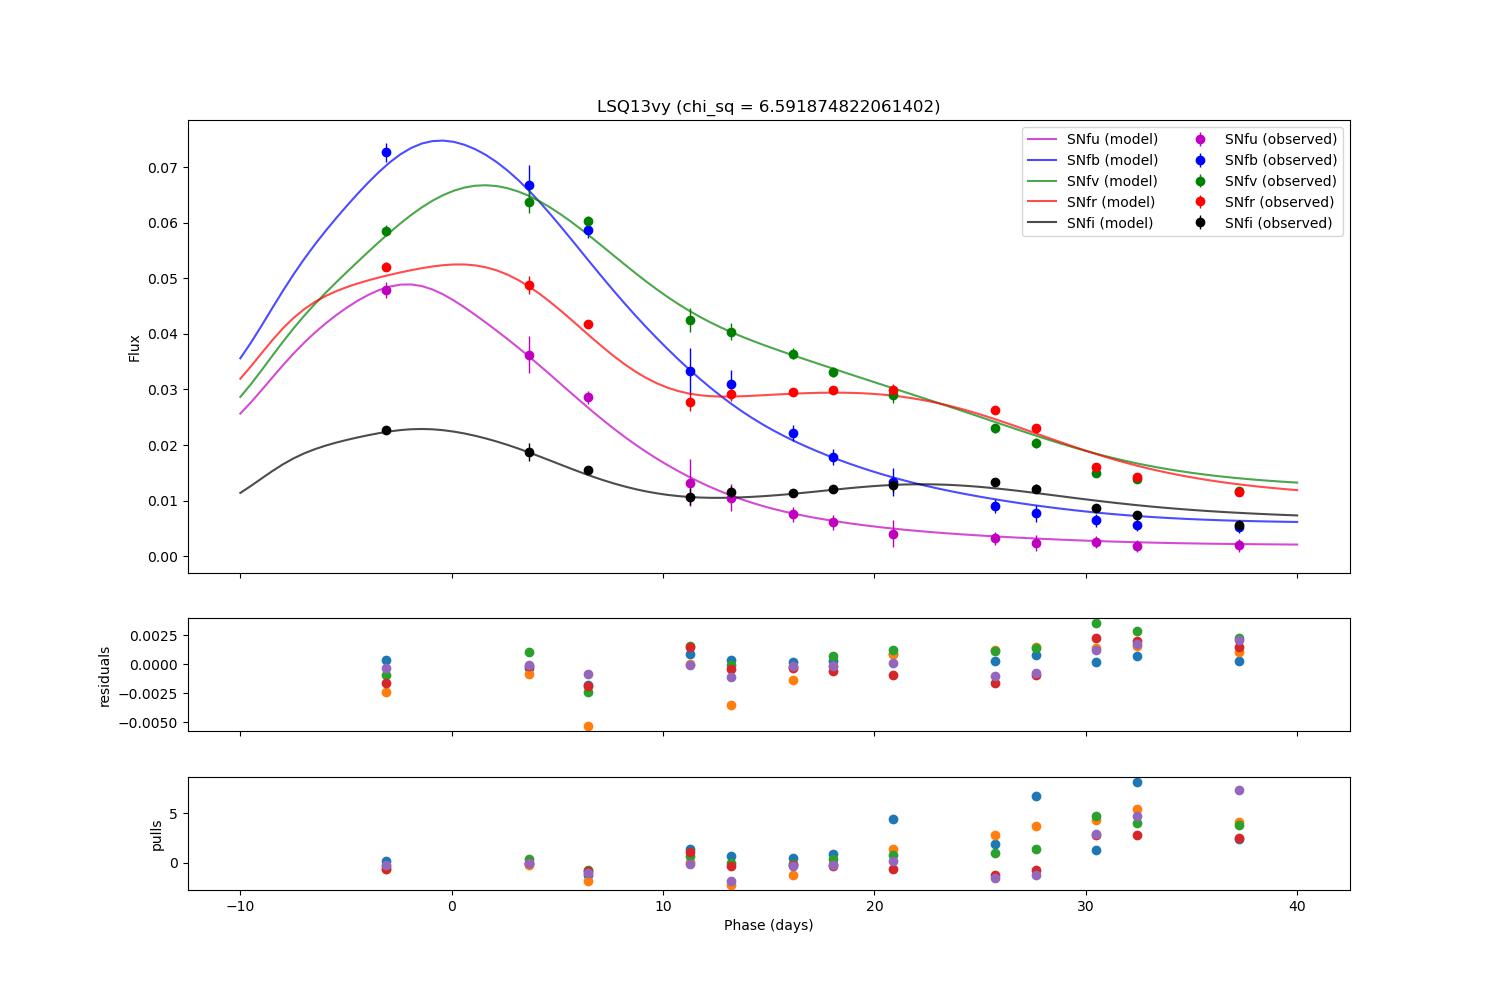 LSQ13vy (chi_sq = 6.591874822061402)
SNfu (model) SNfu (observed)
SNfb (model) SNfb (observed)
SNfv (model) SNfv (observed)
SNfr (model) SNfr (observed)
SNfi (model) SNfi (observed)
Flux
0.07
0.06
0.05
0.04
0.03
0.02
0.01
0.00
residuals
0.0025
0.0000
−0.0025
−0.0050
pulls
5
0
−10 0 10 20 30 40
Phase (days)